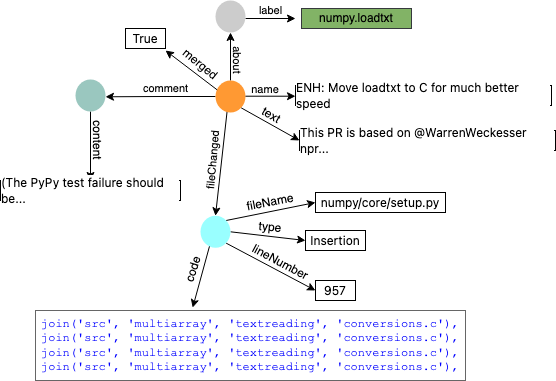 label
numpy.loadtxt
True
merged
about
comment
name
ENH: Move loadtxt to C for much better
speed
text
This PR is based on @WarrenWeckesser
npr...
content
(The PyPy test failure should
be...
fileChanged
fileName
numpy/core/setup.py
type
Insertion
lineNumber
957
code
join('src', 'multiarray', 'textreading', 'conversions.c'),
join('src', 'multiarray', 'textreading', 'conversions.c'),
join('src', 'multiarray', 'textreading', 'conversions.c'),
join('src', 'multiarray', 'textreading', 'conversions.c'),